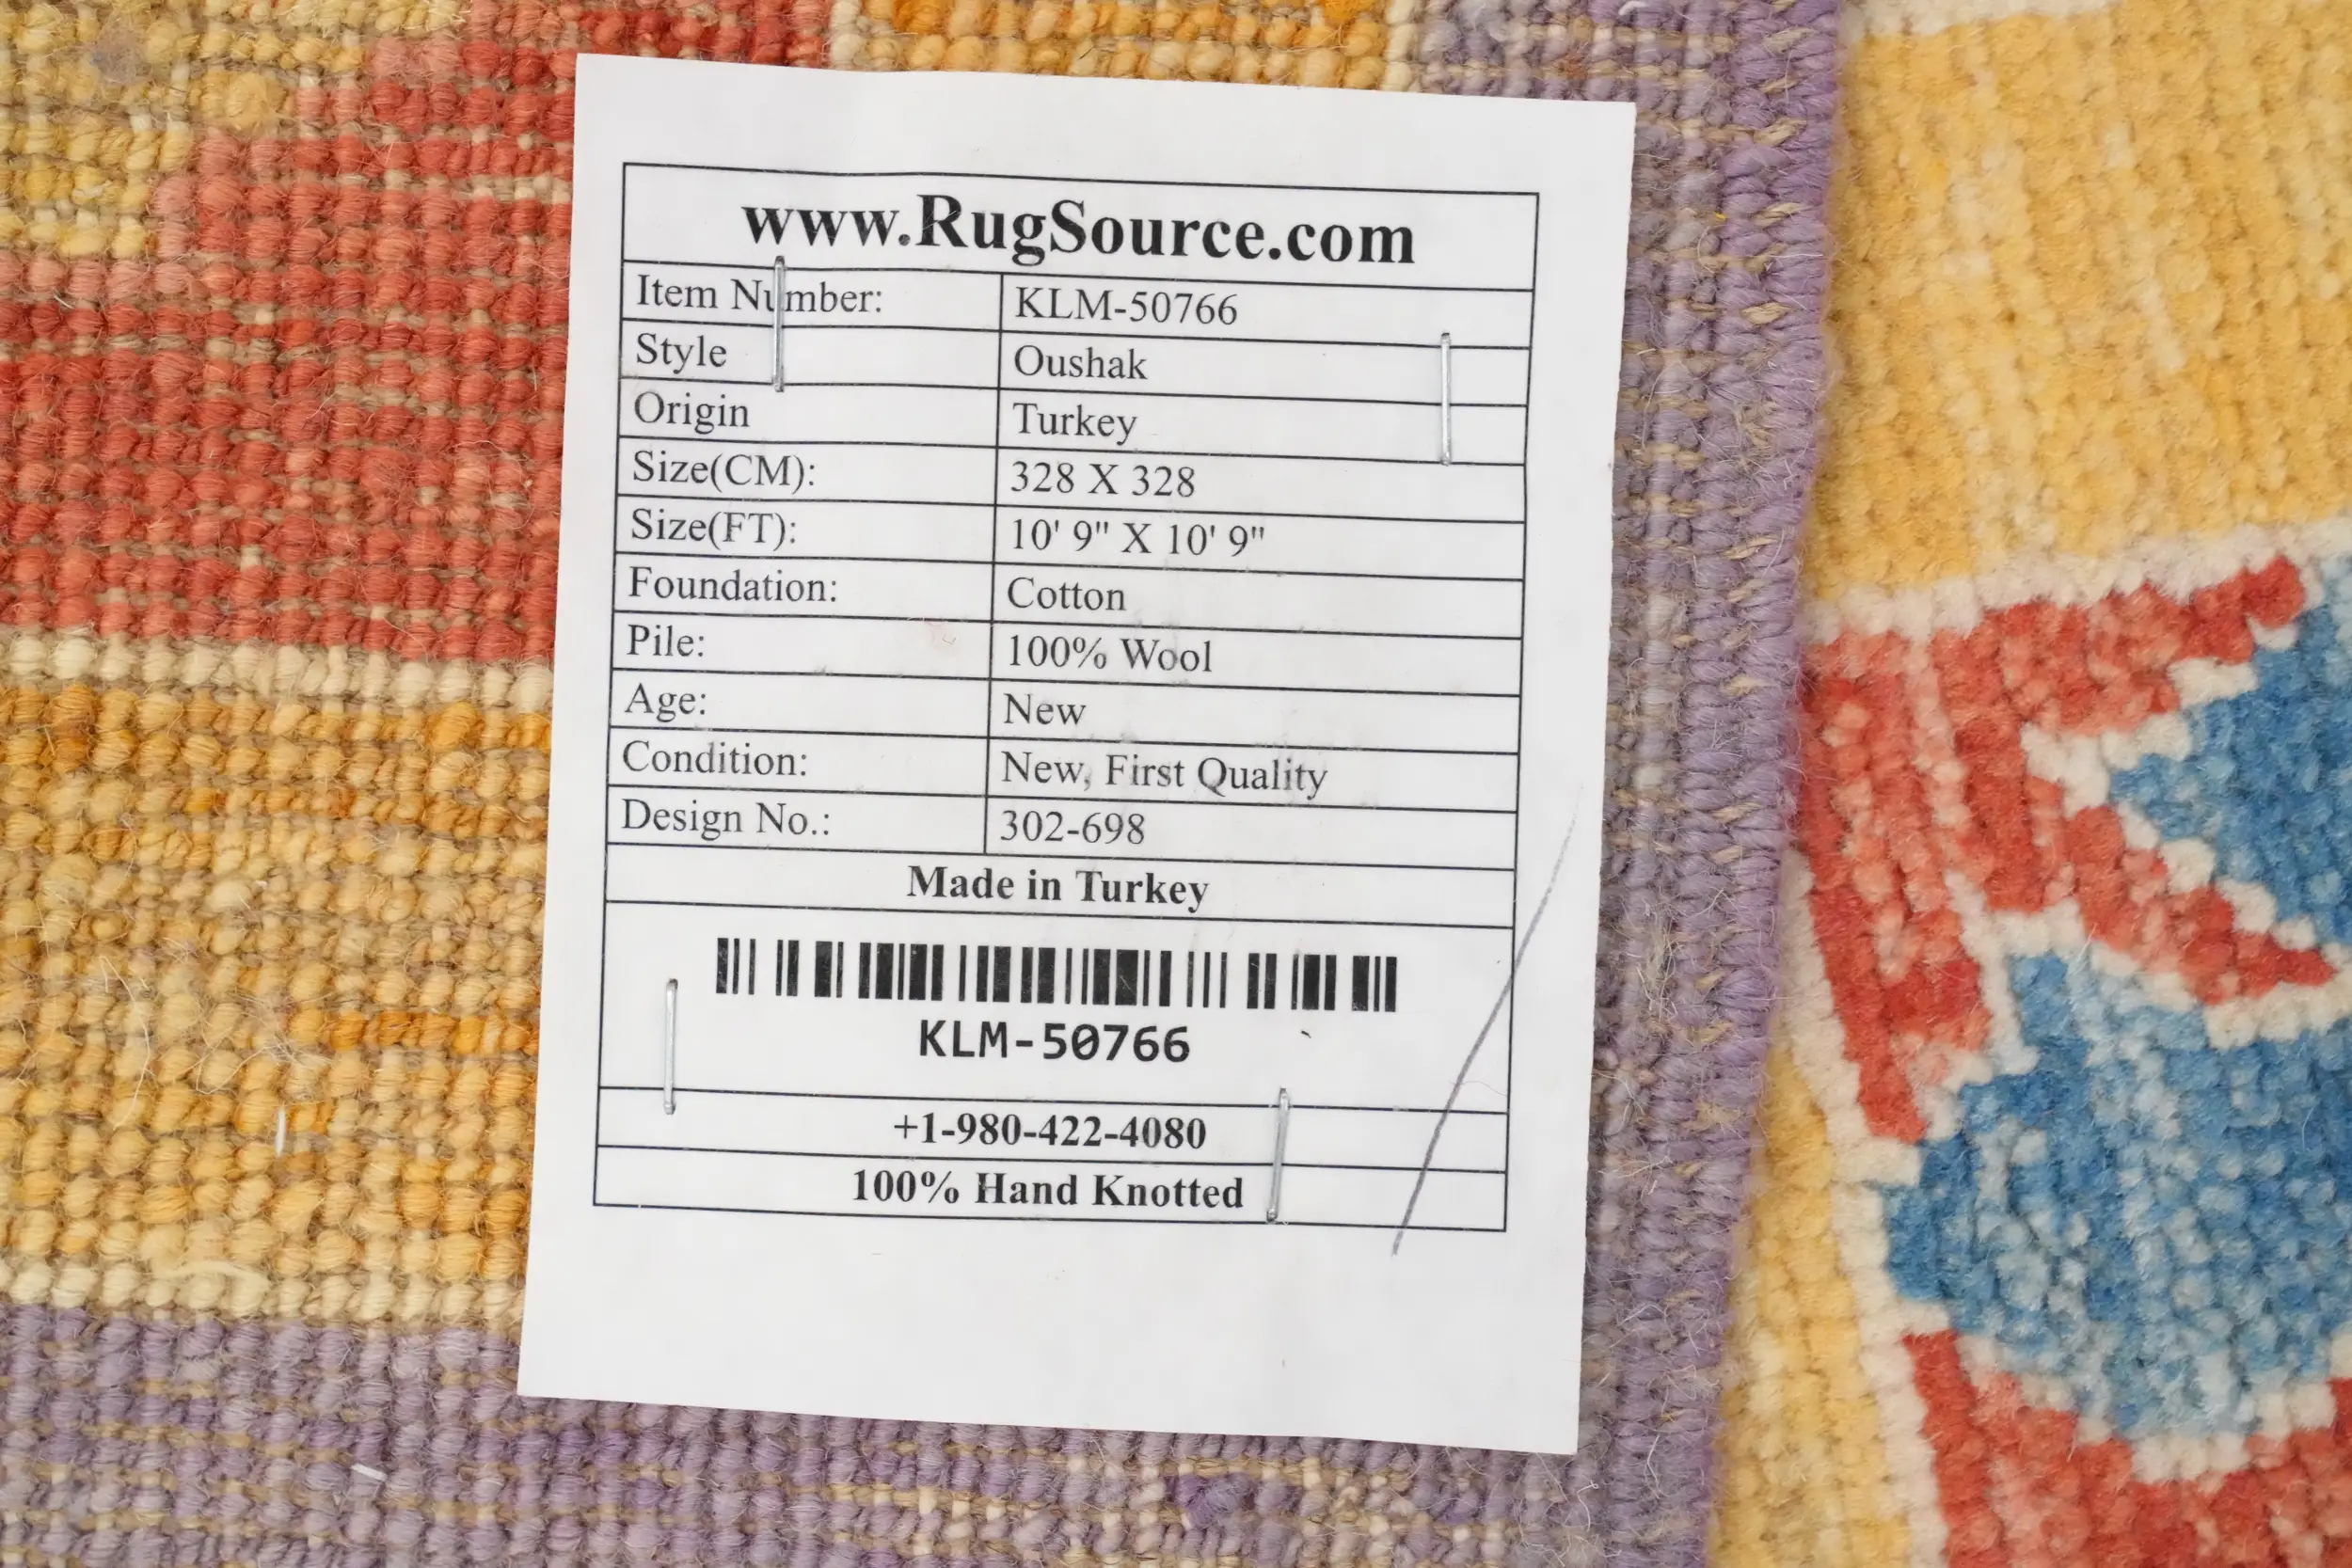 www.RugSource.com
Item Number: KLM-50766
Style Oushak
Origin Turkey
Size(CM): 328 X 328
Size(FT): 10' 9" X 10' 9"
Foundation: Cotton
Pile: 100% Wool
Age: New
Condition: New, First Quality
Design No.: 302-698
Made in Turkey
KLM-50766
+1-980-422-4080
100% Hand Knotted